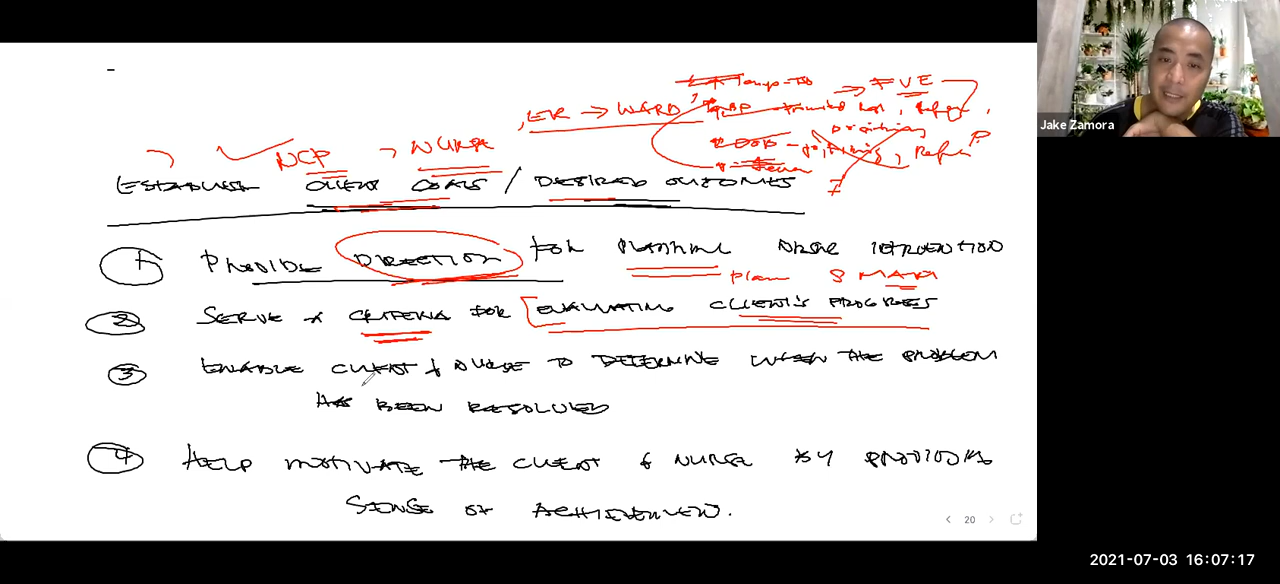 ER → WARD
NCP → NURSE
ESTABLISH CLIENT GOALS / DESIRED OUTCOMES
1 PROVIDE DIRECTION FOR PLANNING NURSE INTERVENTION
plan SMART
2 SERVE AS CRITERIA FOR EVALUATING CLIENT'S PROGRESS
3 ENABLE CLIENT & NURSE TO DETERMINE WHEN THE PROBLEM
HAS BEEN RESOLVED
4 HELP MOTIVATE THE CLIENT & NURSE BY PROVIDING
SENSE OF ACHIEVEMENT.
Jake Zamora
20
2021-07-03 16:07:17